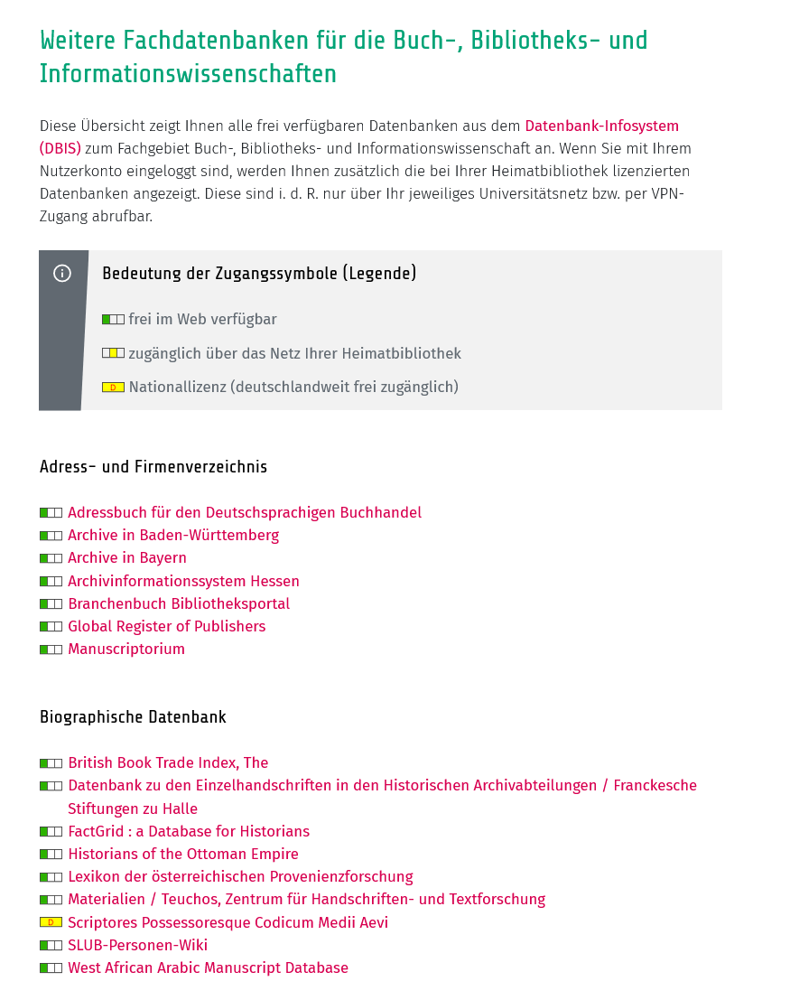 Weitere Fachdatenbanken für die Buch-, Bibliotheks- und
Informationswissenschaften
Diese Übersicht zeigt Ihnen alle frei verfügbaren Datenbanken aus dem Datenbank-Infosystem
(DBIS) zum Fachgebiet Buch-, Bibliotheks- und Informationswissenschaft an. Wenn Sie mit Ihrem
Nutzerkonto eingeloggt sind, werden Ihnen zusätzlich die bei Ihrer Heimatbibliothek lizenzierten
Datenbanken angezeigt. Diese sind i. d. R. nur über Ihr jeweiliges Universitätsnetz bzw. per VPN-
Zugang abrufbar.
Bedeutung der Zugangssymbole (Legende)
frei im Web verfügbar
zugänglich über das Netz Ihrer Heimatbibliothek
D Nationallizenz (deutschlandweit frei zugänglich)
Adress- und Firmenverzeichnis
Adressbuch für den Deutschsprachigen Buchhandel
Archive in Baden-Württemberg
Archive in Bayern
Archivinformationssystem Hessen
Branchenbuch Bibliotheksportal
Global Register of Publishers
Manuscriptorium
Biographische Datenbank
British Book Trade Index, The
Datenbank zu den Einzelhandschriften in den Historischen Archivabteilungen / Franckesche
Stiftungen zu Halle
FactGrid : a Database for Historians
Historians of the Ottoman Empire
Lexikon der österreichischen Provenienzforschung
Materialien / Teuchos, Zentrum für Handschriften- und Textforschung
D Scriptores Possessoresque Codicum Medii Aevi
SLUB-Personen-Wiki
West African Arabic Manuscript Database